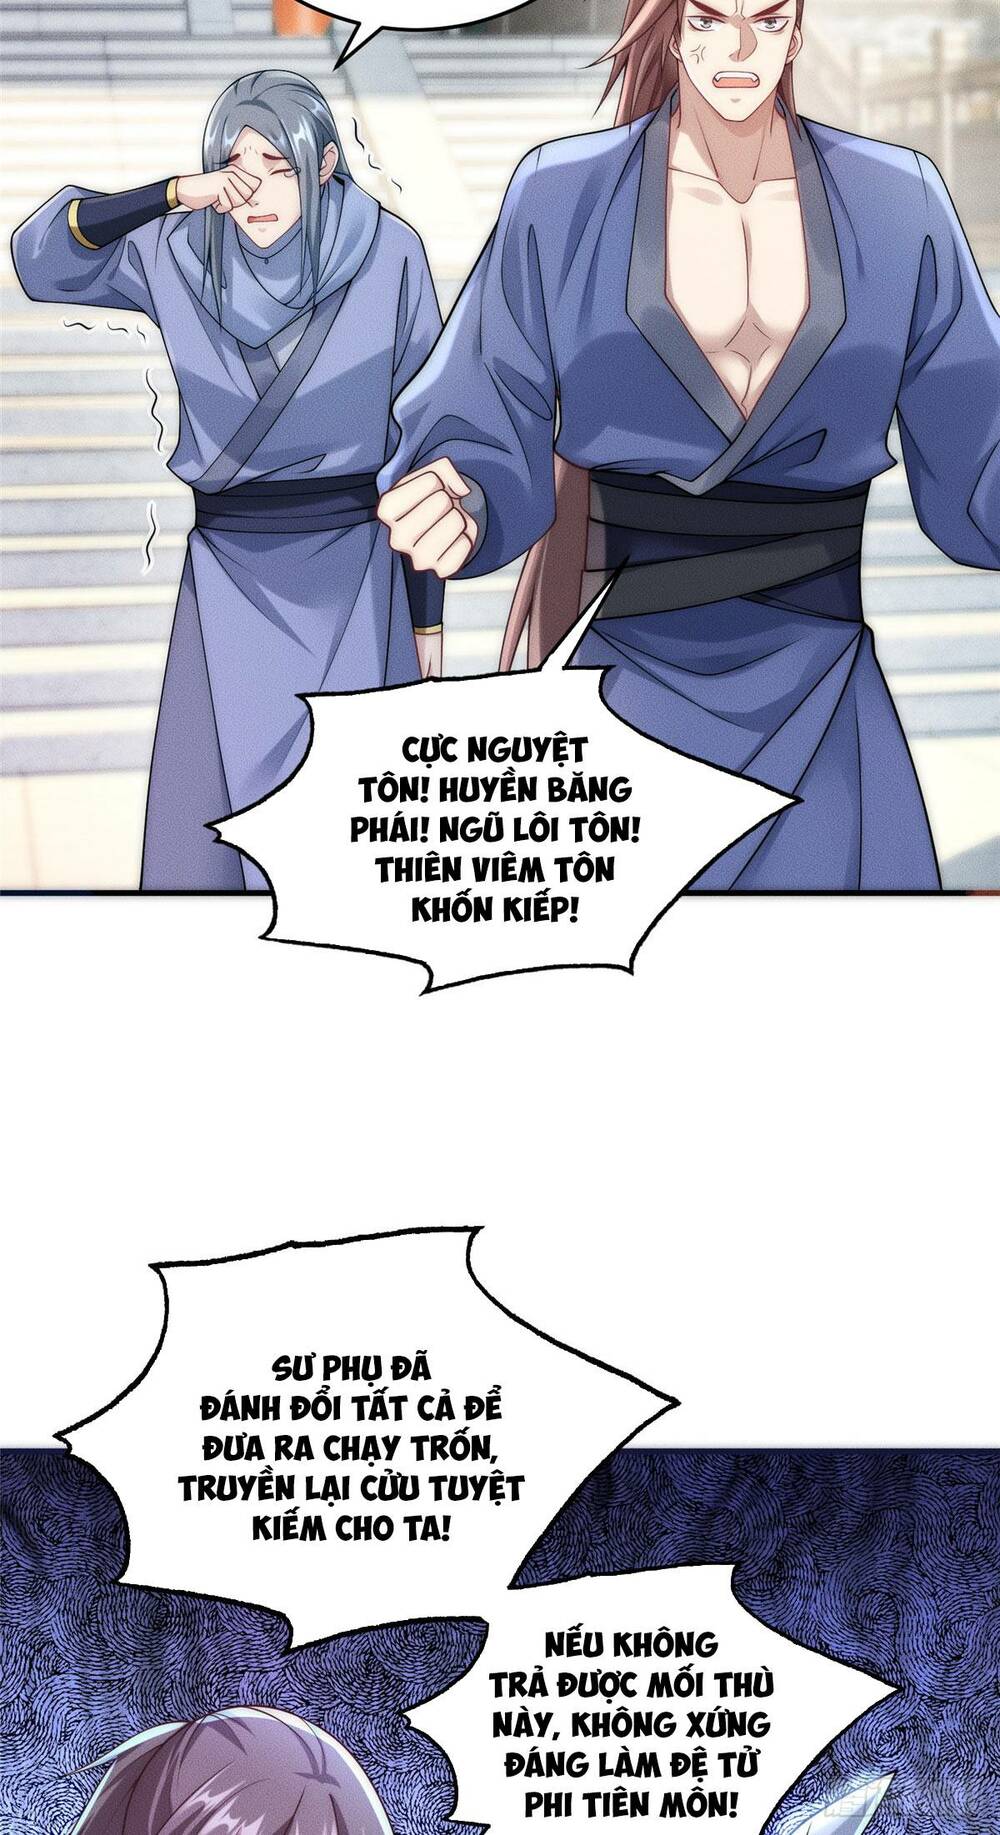 CỰC NGUYỆT
TÔN! HUYỀN BĂNG
PHÁI! NGŨ LÔI TÔN!
THIÊN VIÊM TÔN
KHỐN KIẾP!
SƯ PHỤ ĐÃ
ĐÁNH ĐỔI TẤT CẢ ĐỂ
ĐƯA RA CHẠY TRỐN,
TRUYỀN LẠI CỬU TUYỆT
KIẾM CHO TA!
NẾU KHÔNG
TRẢ ĐƯỢC MỐI THÙ
NÀY, KHÔNG XỨNG
ĐÁNG LÀM ĐỆ TỬ
PHI TIÊN MÔN!